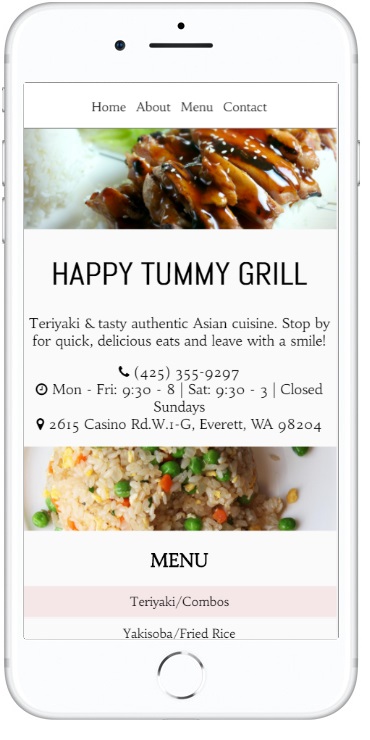 Home About Menu Contact
HAPPY TUMMY GRILL
Teriyaki & tasty authentic Asian cuisine. Stop by
for quick, delicious eats and leave with a smile!
(425) 355-9297
Mon - Fri: 9:30 - 8 | Sat: 9:30 - 3 | Closed
Sundays
2615 Casino Rd.W.1-G, Everett, WA 98204
MENU
Teriyaki/Combos
Yakisoba/Fried Rice